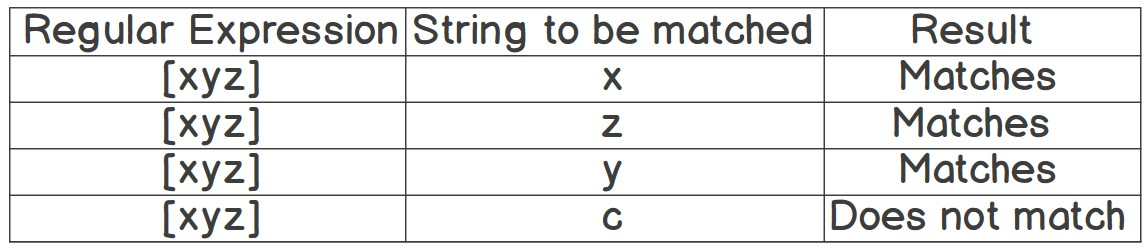 Regular Expression String to be matched Result
[xyz] x Matches
[xyz] z Matches
[xyz] y Matches
[xyz] c Does not match